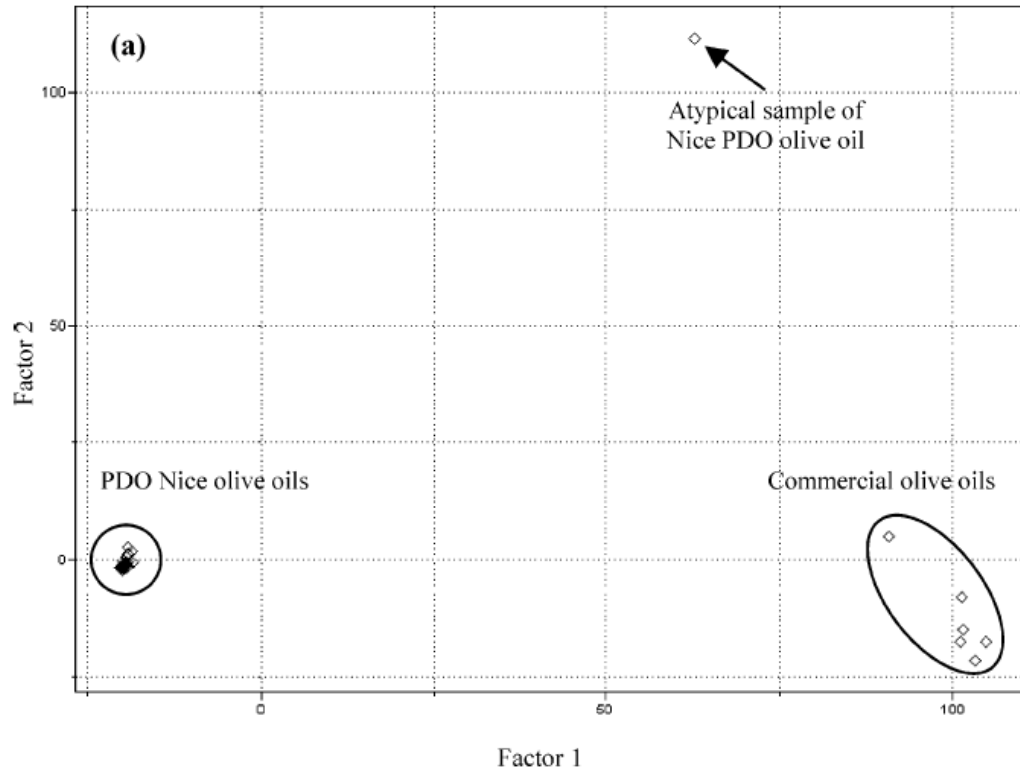 (a)
100
Atypical sample of
Nice PDO olive oil
50
Factor 2
PDO Nice olive oils
Commercial olive oils
0
0
50
100
Factor 1